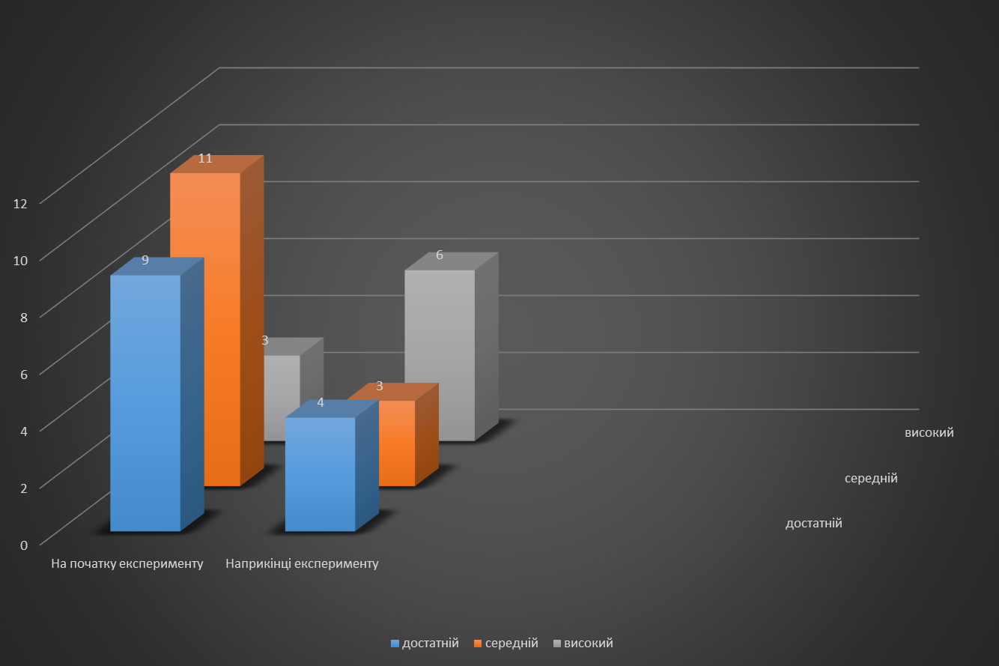 11
12
6
9
10
3
8
3
4
6
високий
4
середній
2
достатній
0
На початку експерименту Наприкінці експерименту
достатній середній високий